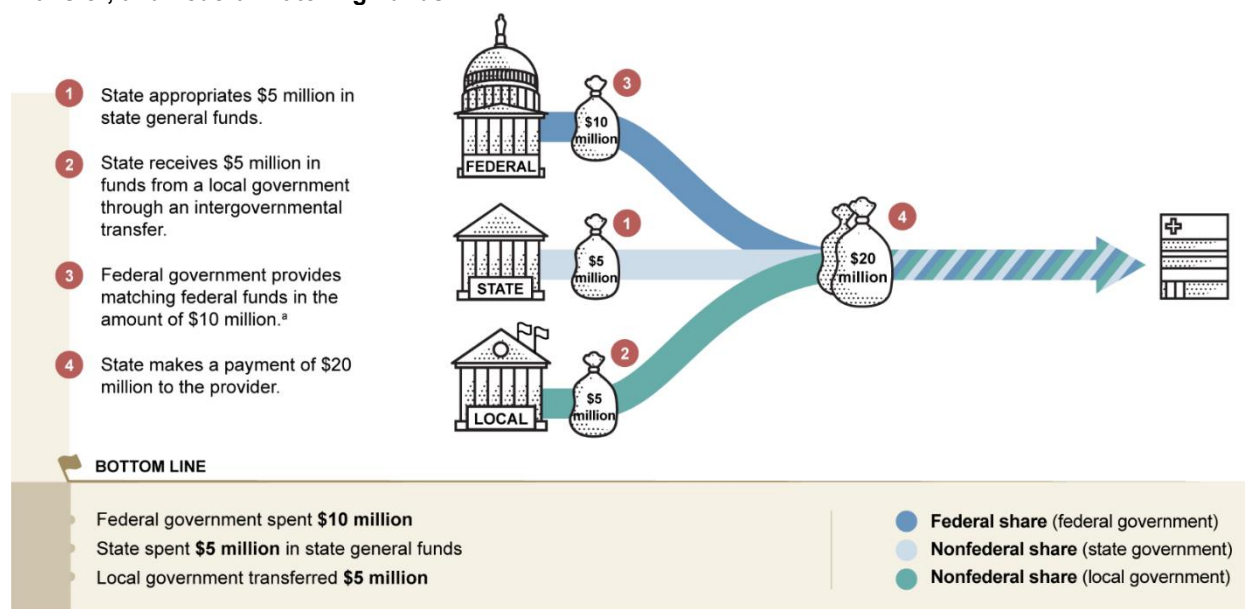 1 State appropriates $5 million in
state general funds.
2 State receives $5 million in
funds from a local government
through an intergovernmental
transfer.
3 Federal government provides
matching federal funds in the
amount of $10 million.ᵃ
4 State makes a payment of $20
million to the provider.
3
$10
million
FEDERAL
1
$5
million
STATE
2
$5
million
LOCAL
4
$20
million
BOTTOM LINE
Federal government spent $10 million
State spent $5 million in state general funds
Local government transferred $5 million
Federal share (federal government)
Nonfederal share (state government)
Nonfederal share (local government)